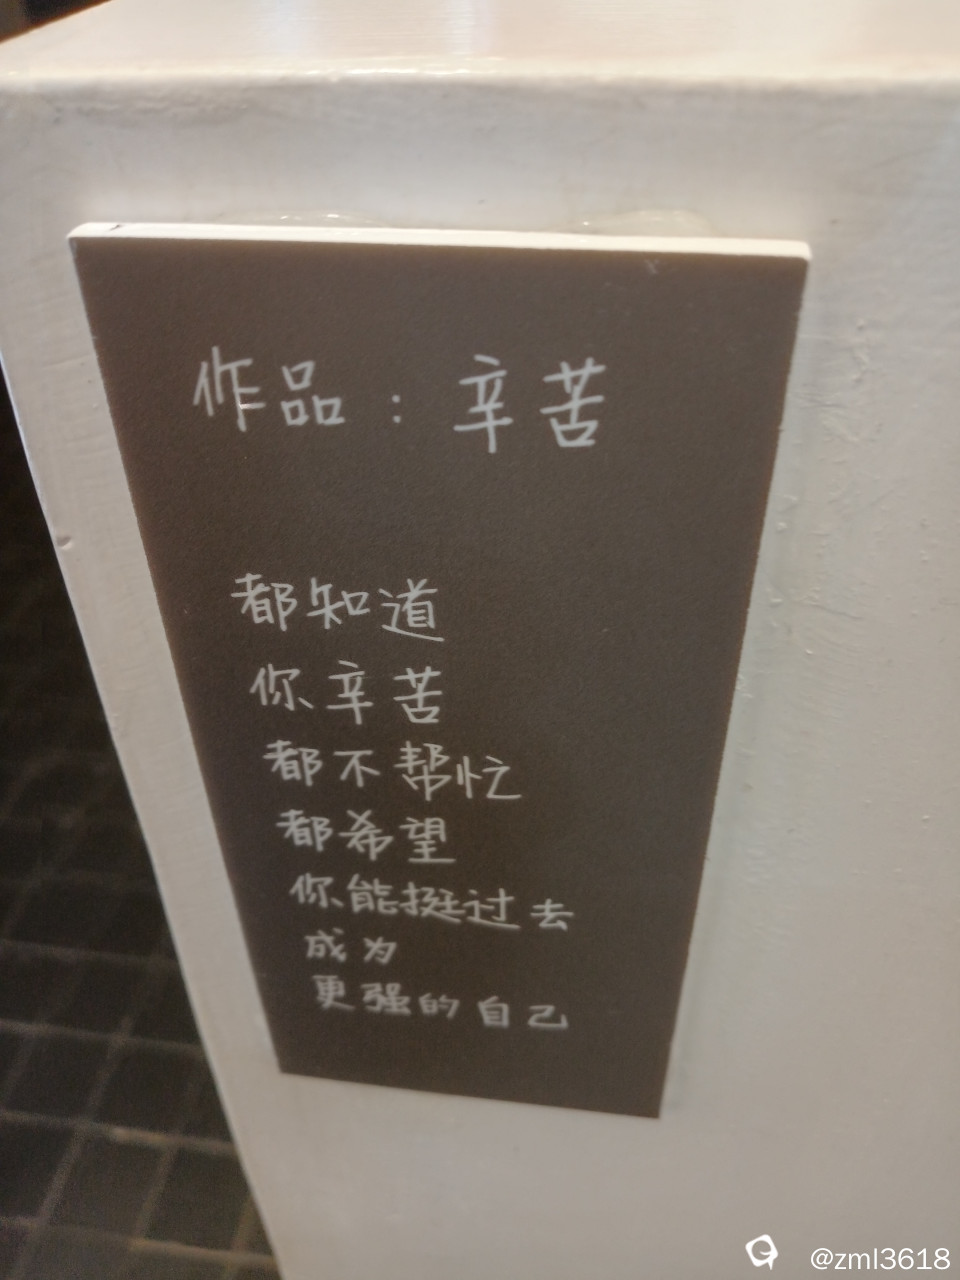 作品：辛苦
都知道
你辛苦
都不帮忙
都希望
你能挺过去
成为
更强的自己
@zml3618